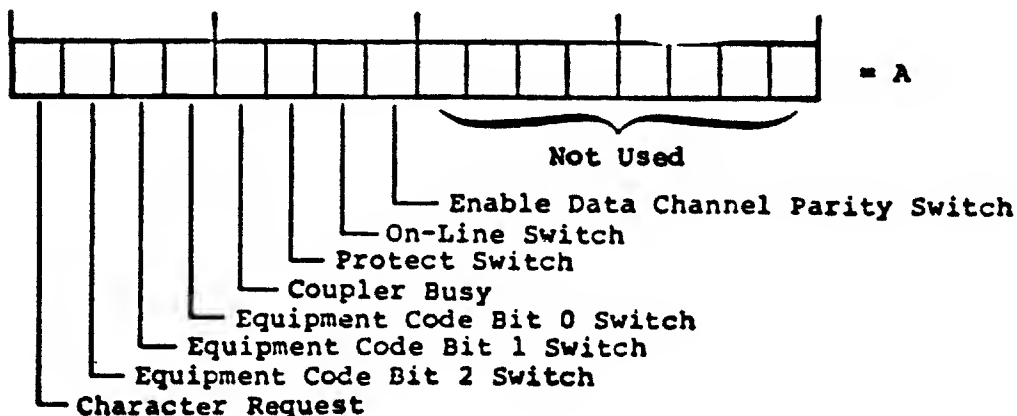 = A
Not Used
Enable Data Channel Parity Switch
On-Line Switch
Protect Switch
Coupler Busy
Equipment Code Bit 0 Switch
Equipment Code Bit 1 Switch
Equipment Code Bit 2 Switch
Character Request